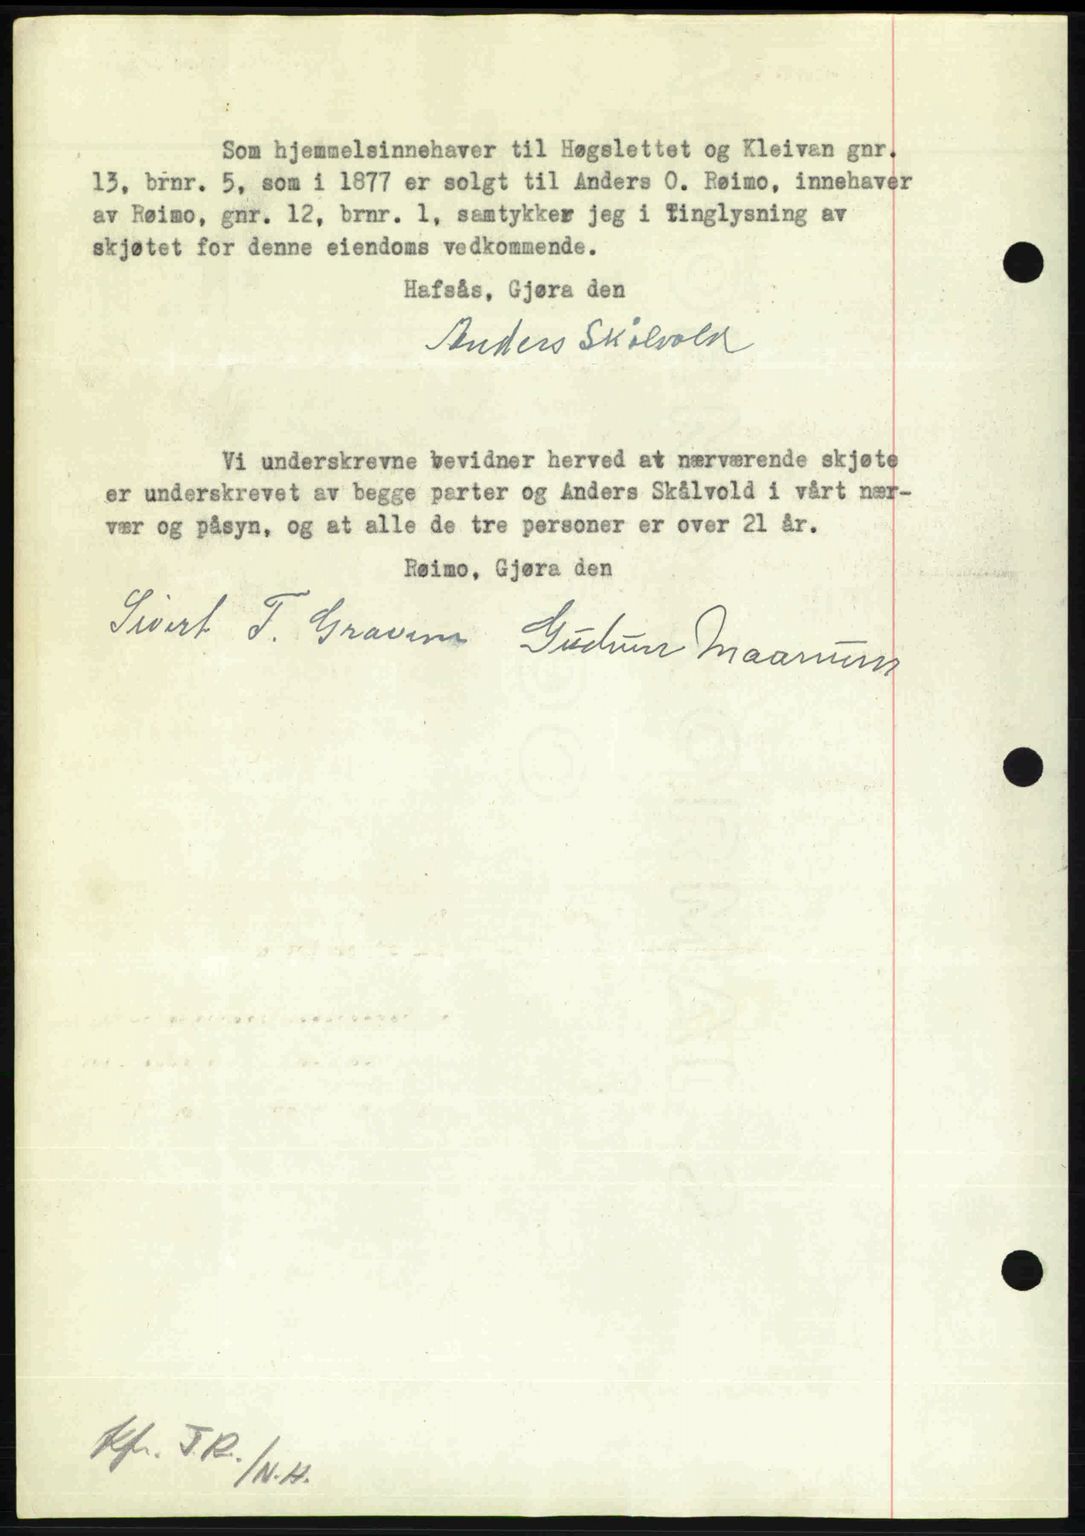 Som hjemmelsinnehaver til Høgslettet og Kleivan gnr.
13, brnr. 5, som i 1877 er solgt til Anders O. Røimo, innehaver
av Røimo, gnr. 12, brnr. 1, samtykker jeg i tinglysning av
skjøtet for denne eiendoms vedkommende.
Hafsås, Gjøra den
Anders Skålvold
Vi underskrevne bevidner herved at nærværende skjøte
er underskrevet av begge parter og Anders Skålvold i vårt nær-
vær og påsyn, og at alle de tre personer er over 21 år.
Røimo, Gjøra den
Sivert T. Gravem Gudrun Maarum
Kfr. T.R./N.H.